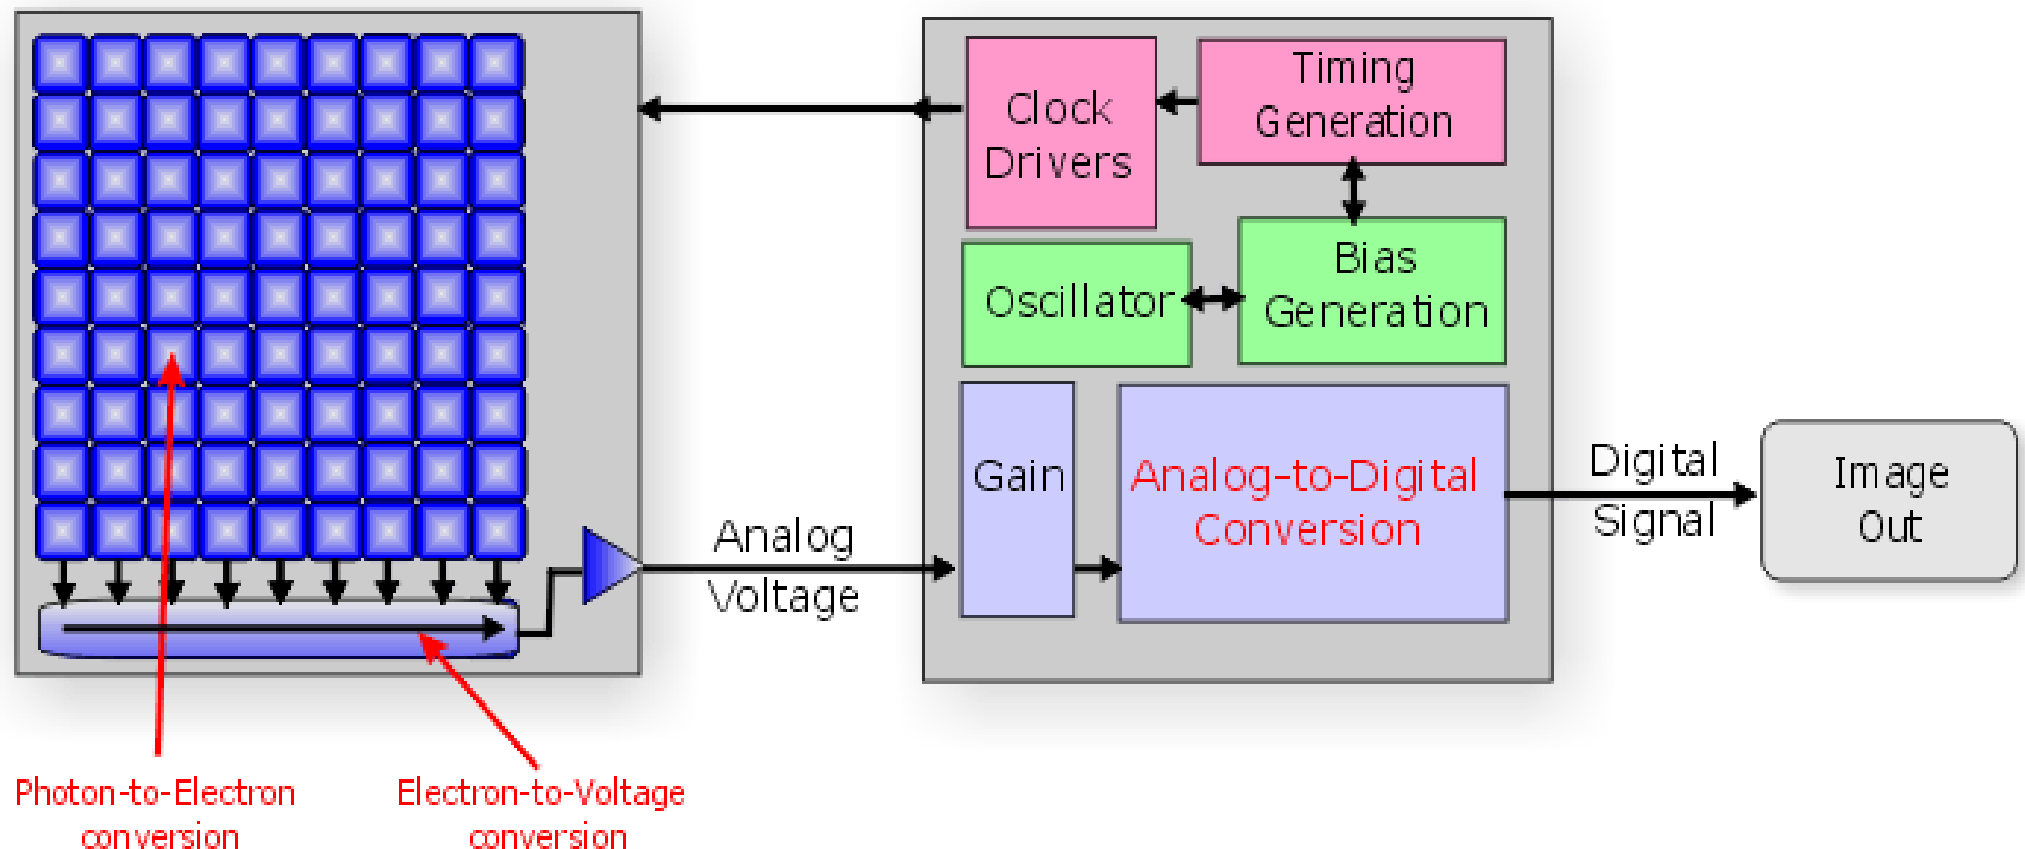 Clock
Drivers
Timing
Generation
Oscillator
Bias
Generation
Gain
Analog-to-Digital
Conversion
Analog
Voltage
Digital
Signal
Image
Out
Photon-to-Electron
conversion
Electron-to-Voltage
conversion